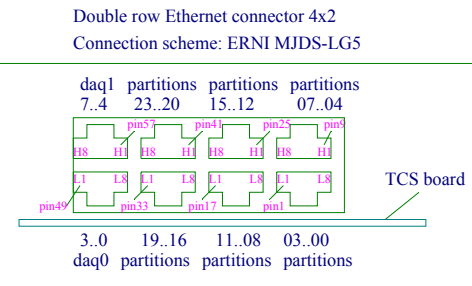 Double row Ethernet connector 4x2
Connection scheme: ERNI MJDS-LG5
daq1 partitions partitions partitions
7..4 23..20 15..12 07..04
pin57 pin41 pin25 pin9
H8 H1 H8 H1 H8 H1 H8 H1
L1 L8 L1 L8 L1 L8 L1 L8
TCS board
pin49 pin33 pin17 pin1
3..0 19..16 11..08 03..00
daq0 partitions partitions partitions